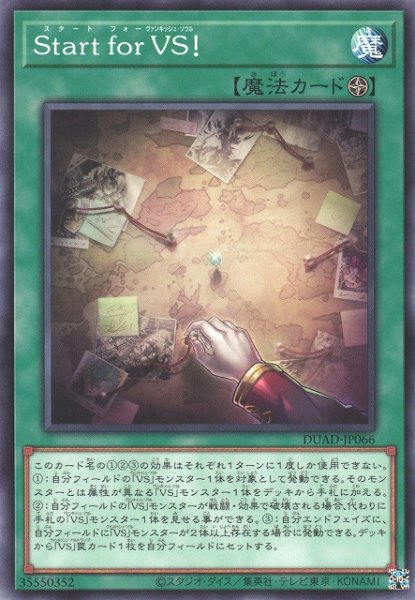 スタート フォー ヴァンキッシュ・ソウル
Start for VS!
魔
【魔法カード】
DUAD-JP066
このカード名の①②③の効果はそれぞれ1ターンに1度しか使用できない。
①:自分フィールドの「VS」モンスター1体を対象として発動できる。そのモ
ンスターとは属性が異なる「VS」モンスター1体をデッキから手札に加える。
②:自分フィールドの「VS」モンスターが戦闘・効果で破壊される場合、代わりに
手札の「VS」モンスター1体を見せる事ができる。③:自分エンドフェイズに、
自分フィールドに「VS」モンスターが2体以上存在する場合に発動できる。デッキ
から「VS」罠カード1枚を自分フィールドにセットする。
35550352
©スタジオ・ダイス/集英社・テレビ東京・KONAMI